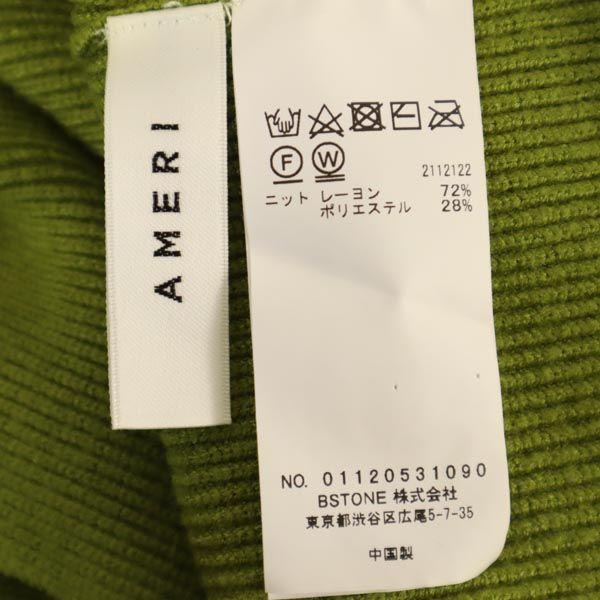 AMERI
F W
2112122
ニット レーヨン 72%
ポリエステル 28%
NO. 01120531090
BSTONE 株式会社
東京都渋谷区広尾5-7-35
中国製